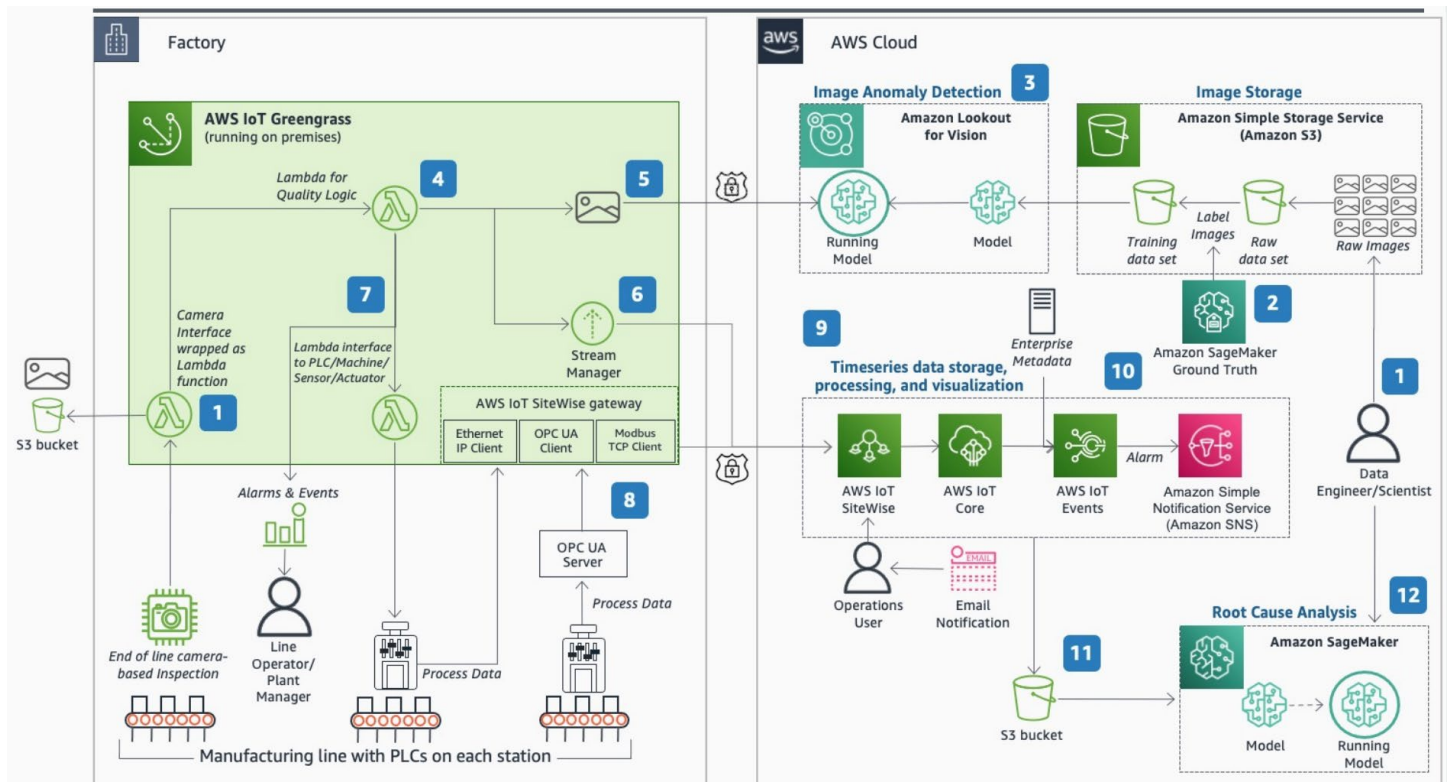 Factory
aws
AWS Cloud
AWS IoT Greengrass
(running on premises)
Lambda for
Quality Logic
4
5
7
6
Camera
Interface
wrapped as
Lambda
function
Lambda interface
to PLC/Machine/
Sensor/Actuator
Stream
Manager
S3 bucket
1
AWS IoT SiteWise gateway
Ethernet
IP Client
OPC UA
Client
Modbus
TCP Client
Alarms & Events
8
OPC UA
Server
Process Data
End of line camera-
based Inspection
Line
Operator/
Plant
Manager
Process Data
Manufacturing line with PLCs on each station
Image Anomaly Detection
3
Amazon Lookout
for Vision
Running
Model
Model
Image Storage
Amazon Simple Storage Service
(Amazon S3)
Training
data set
Label
Images
Raw
data set
Raw Images
2
Amazon SageMaker
Ground Truth
1
Data
Engineer/Scientist
9
Enterprise
Metadata
Timeseries data storage,
processing, and visualization
10
AWS IoT
SiteWise
AWS IoT
Core
AWS IoT
Events
Alarm
Amazon Simple
Notification Service
(Amazon SNS)
Operations
User
EMAIL
Email
Notification
11
S3 bucket
12
Root Cause Analysis
Amazon SageMaker
Model
Running
Model